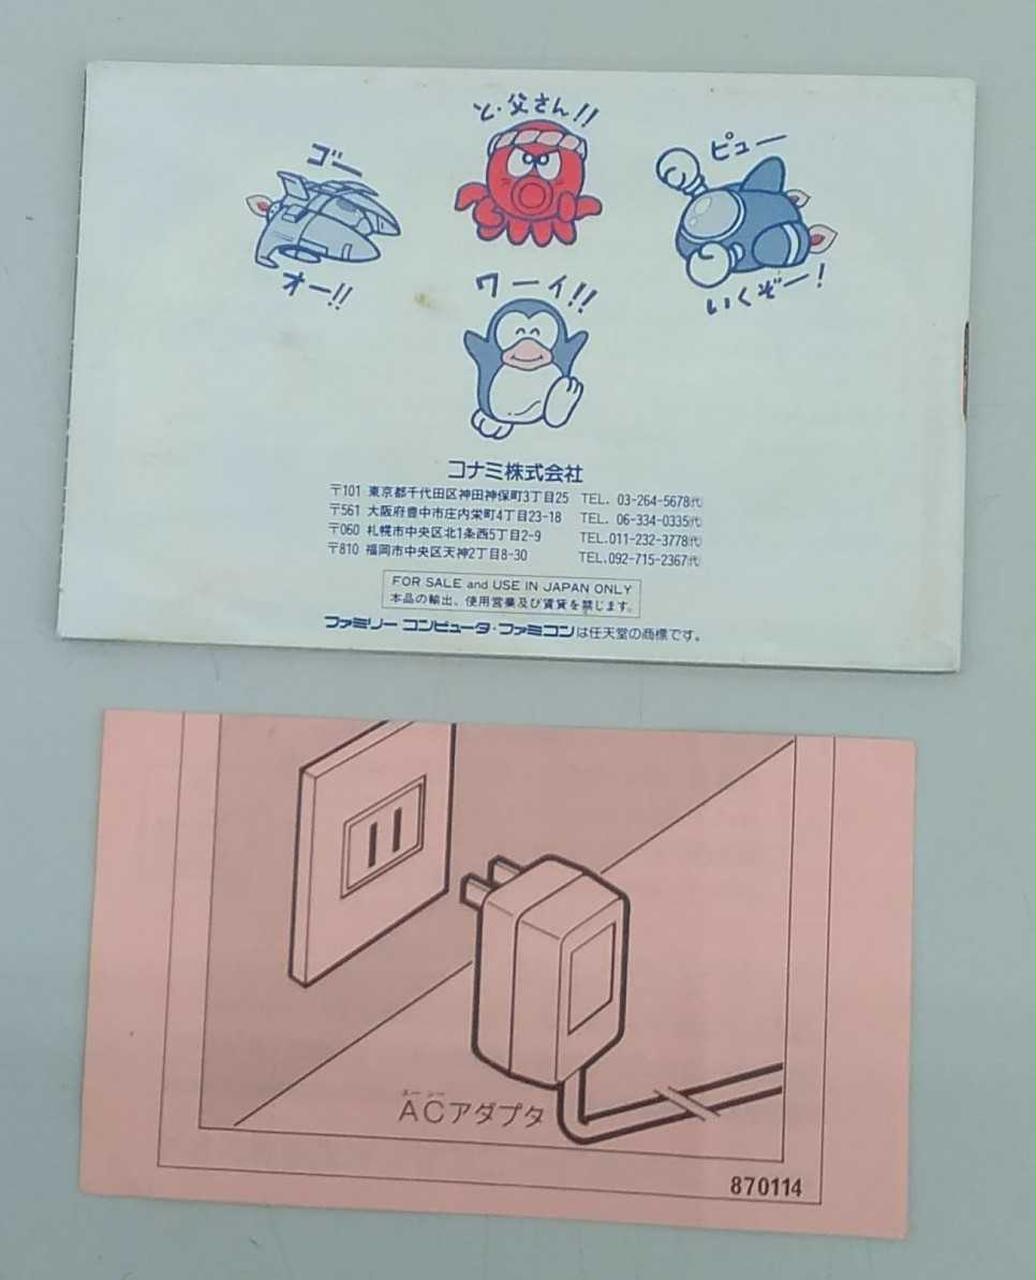 と・父さん!!
ゴー
ピュー
オー!!
いくぞー!
ワーイ!!
コナミ株式会社
〒101 東京都千代田区神田神保町3丁目25 TEL. 03-264-5678代
〒561 大阪府豊中市庄内栄町4丁目23-18 TEL. 06-334-0335代
〒060 札幌市中央区北1条西5丁目2-9 TEL.011-232-3778代
〒810 福岡市中央区天神2丁目8-30 TEL.092-715-2367代
FOR SALE and USE IN JAPAN ONLY
本品の輸出、使用営業及び賃貸を禁じます。
ファミリー コンピュータ・ファミコンは任天堂の商標です。
エーシー
ACアダプタ
870114